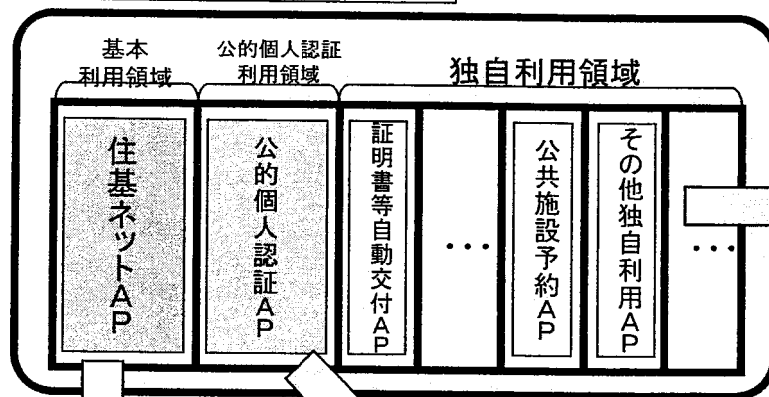 基本
利用領域
公的個人認証
利用領域
独自利用領域
住基ネットAP
公的個人認証AP
証明書等自動交付AP
…
公共施設予約AP
その他独自利用AP
…